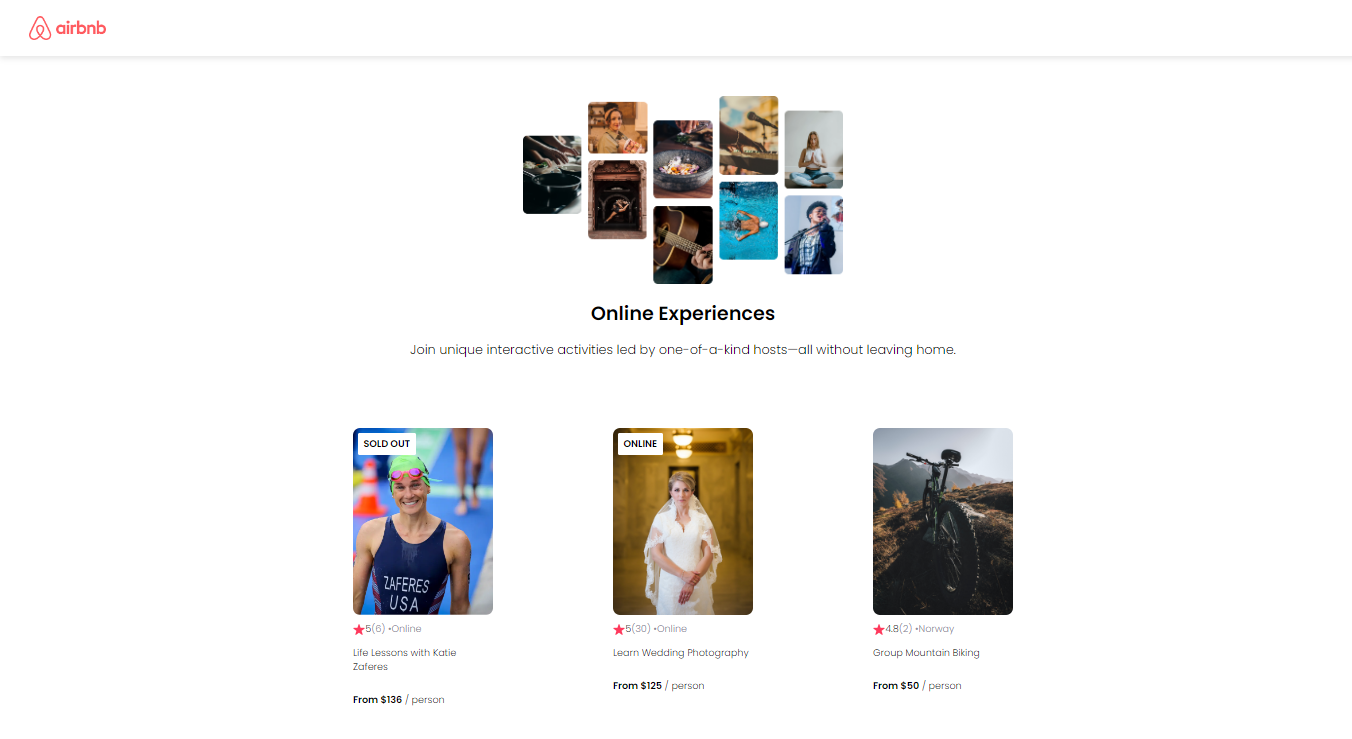 airbnb
Online Experiences
Join unique interactive activities led by one-of-a-kind hosts—all without leaving home.
SOLD OUT
ZAFERES
USA
5(6) •Online
Life Lessons with Katie
Zaferes
From $136 / person
ONLINE
5(30) •Online
Learn Wedding Photography
From $125 / person
4.8(2) •Norway
Group Mountain Biking
From $50 / person